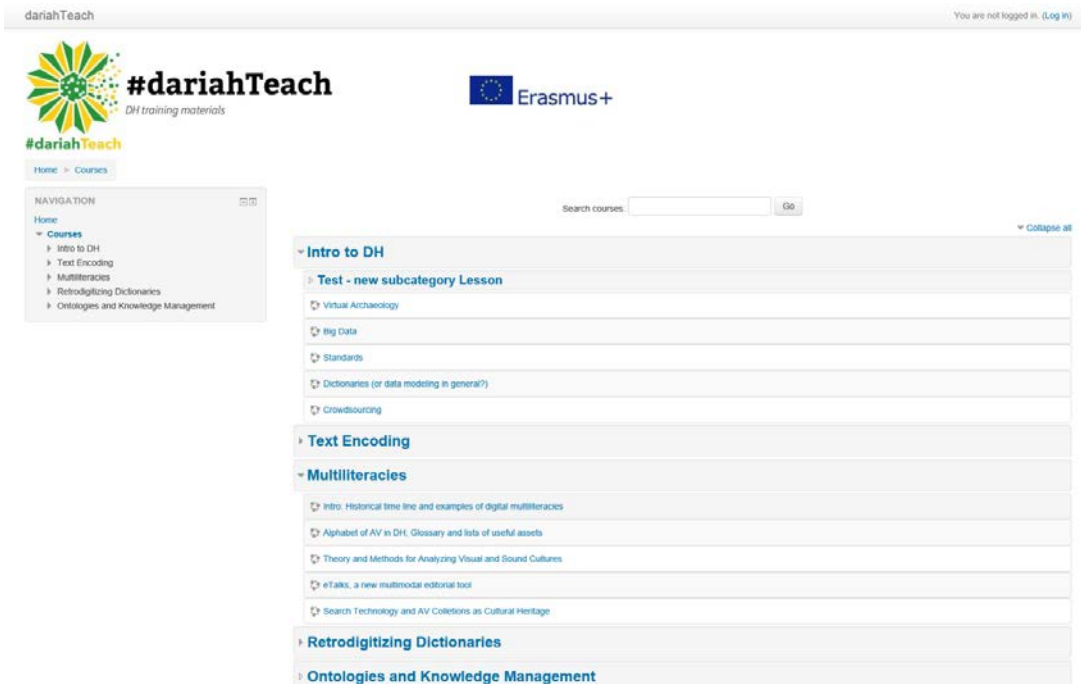 dariahTeach
You are not logged in. (Log in)
#dariahTeach
DH training materials
Erasmus+
#dariahTeach
Home > Courses
NAVIGATION
Home
Courses
Intro to DH
Text Encoding
Multiliteracies
Retrodigitizing Dictionaries
Ontologies and Knowledge Management
Search courses:
Go
Collapse all
Intro to DH
Test - new subcategory Lesson
Virtual Archaeology
Big Data
Standards
Dictionaries (or data modeling in general?)
Crowdsourcing
Text Encoding
Multiliteracies
Intro: Historical time line and examples of digital multiliteracies
Alphabet of AV in DH; Glossary and lists of useful assets
Theory and Methods for Analyzing Visual and Sound Cultures
eTalks, a new multimodal editorial tool
Search Technology and AV Colletions as Cultural Heritage
Retrodigitizing Dictionaries
Ontologies and Knowledge Management